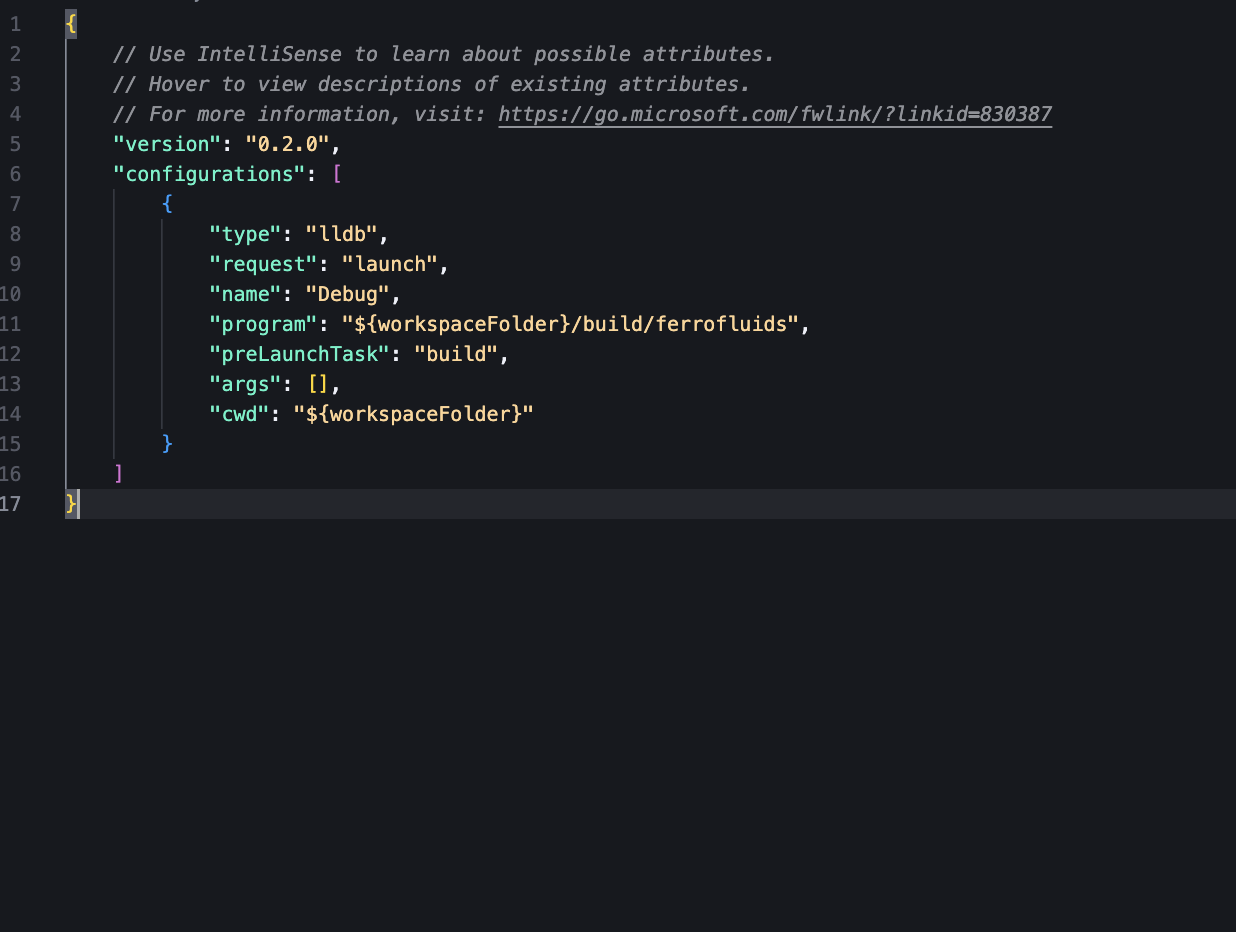 1 {
2 // Use IntelliSense to learn about possible attributes.
3 // Hover to view descriptions of existing attributes.
4 // For more information, visit: https://go.microsoft.com/fwlink/?linkid=830387
5 "version": "0.2.0",
6 "configurations": [
7 {
8 "type": "lldb",
9 "request": "launch",
10 "name": "Debug",
11 "program": "${workspaceFolder}/build/ferrofluids",
12 "preLaunchTask": "build",
13 "args": [],
14 "cwd": "${workspaceFolder}"
15 }
16 ]
17 }